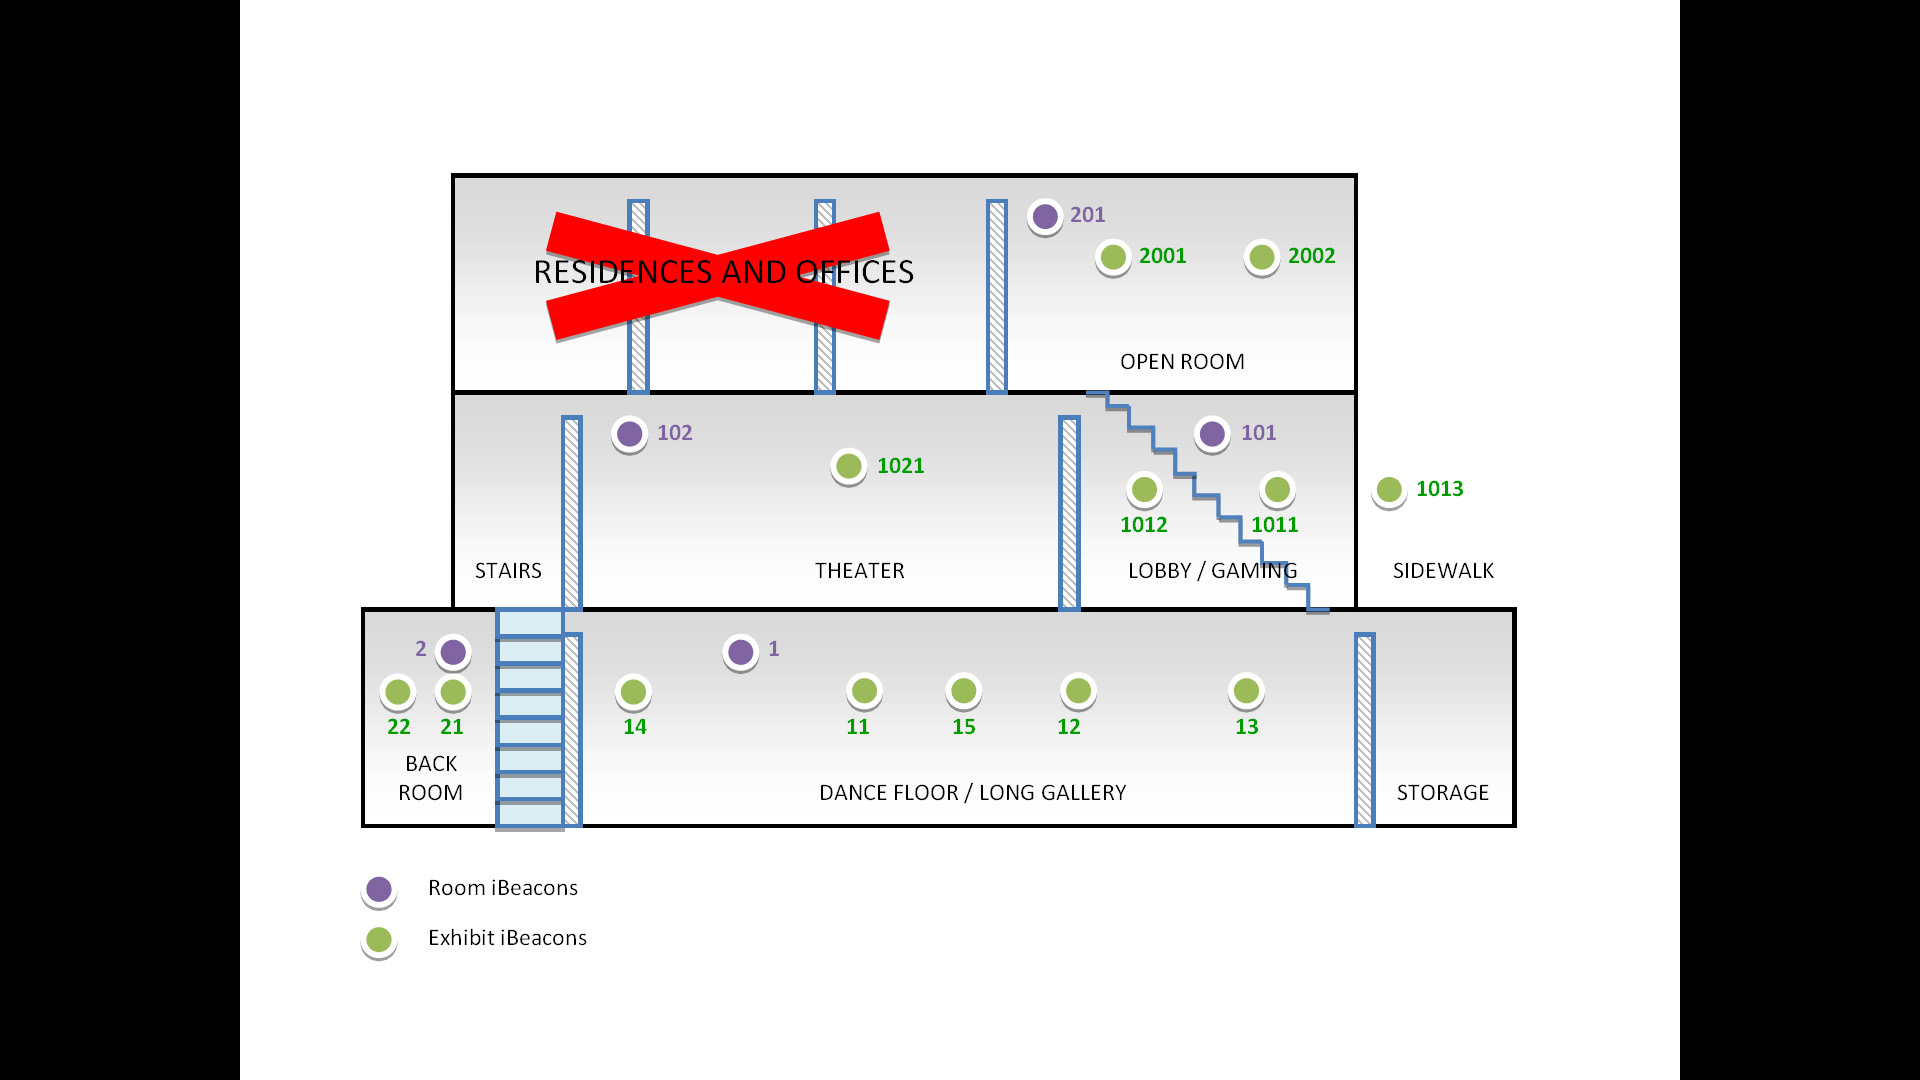 201
2001
2002
RESIDENCES AND OFFICES
OPEN ROOM
102
101
1021
1013
1012
1011
STAIRS
THEATER
LOBBY / GAMING
SIDEWALK
2
1
22
21
14
11
15
12
13
BACK
ROOM
DANCE FLOOR / LONG GALLERY
STORAGE
Room iBeacons
Exhibit iBeacons